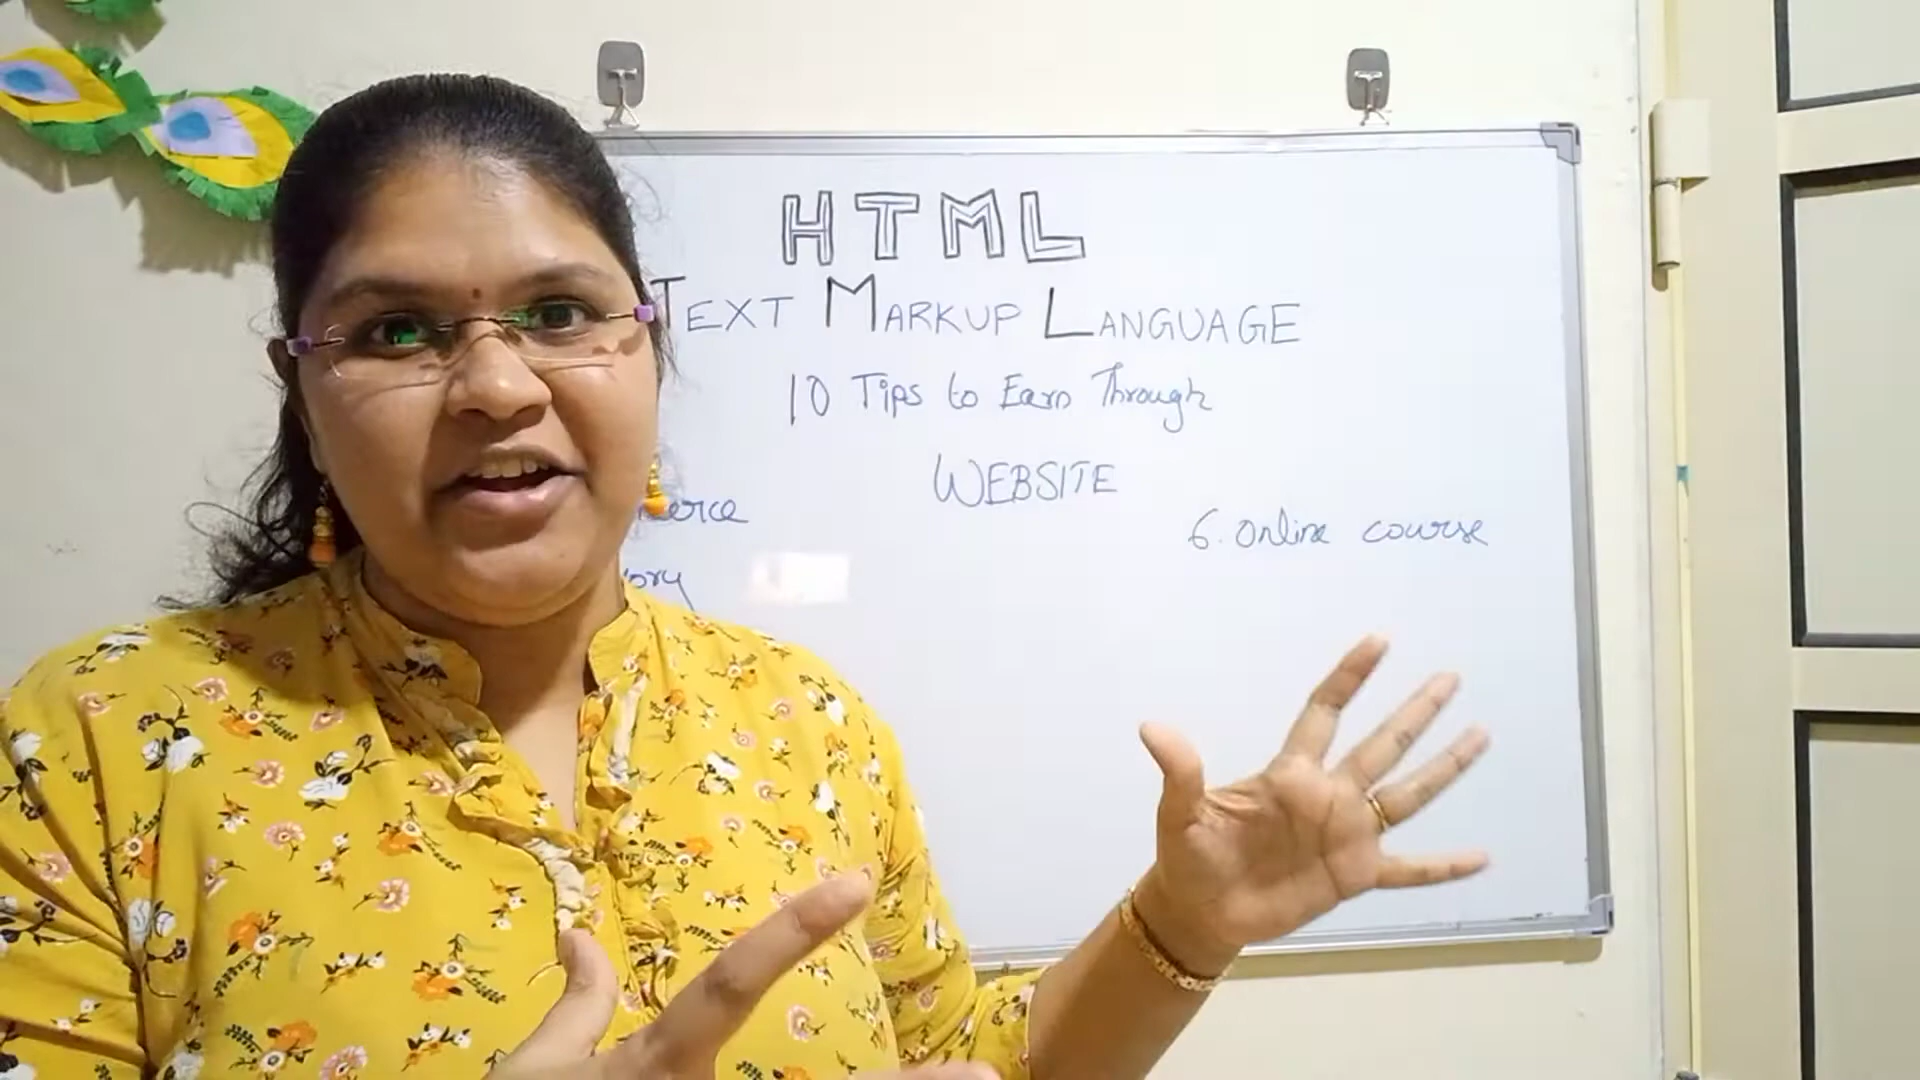 HTML
TEXT MARKUP LANGUAGE
10 Tips to Earn Through
WEBSITE
6. Online course